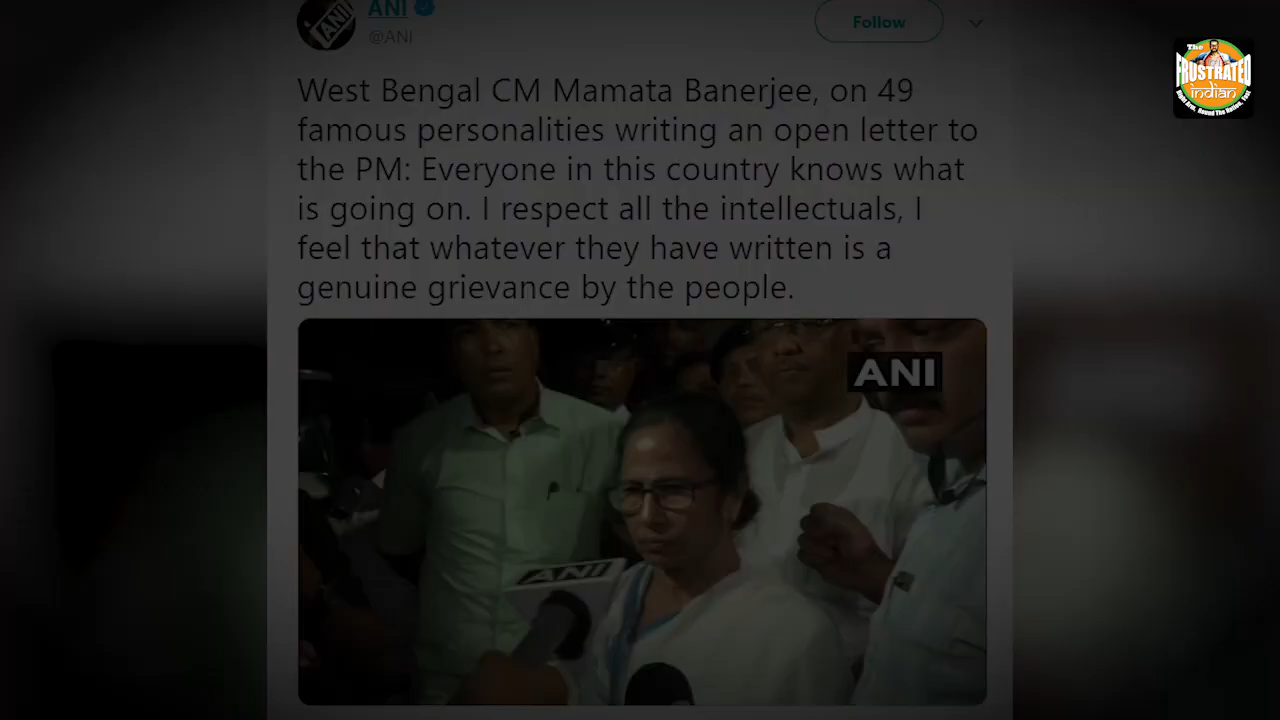 ANI
ANI
@ANI
Follow
The
FRUSTRATED
indian
West Bengal CM Mamata Banerjee, on 49
famous personalities writing an open letter to
the PM: Everyone in this country knows what
is going on. I respect all the intellectuals, I
feel that whatever they have written is a
genuine grievance by the people.
ANI
ANI